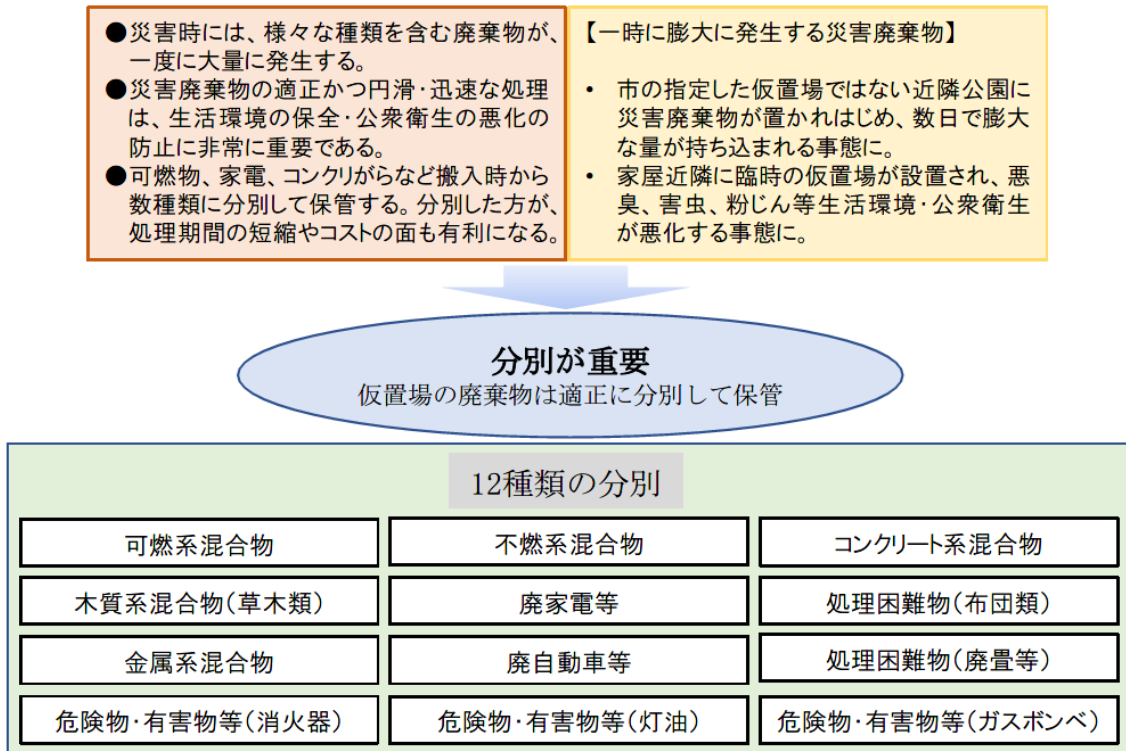 ●災害時には、様々な種類を含む廃棄物が、
一度に大量に発生する。
●災害廃棄物の適正かつ円滑・迅速な処理
は、生活環境の保全・公衆衛生の悪化の
防止に非常に重要である。
●可燃物、家電、コンクリがらなど搬入時から
数種類に分別して保管する。分別した方が、
処理期間の短縮やコストの面も有利になる。
【一時に膨大に発生する災害廃棄物】
• 市の指定した仮置場ではない近隣公園に
災害廃棄物が置かれはじめ、数日で膨大
な量が持ち込まれる事態に。
• 家屋近隣に臨時の仮置場が設置され、悪
臭、害虫、粉じん等生活環境・公衆衛生
が悪化する事態に。
分別が重要
仮置場の廃棄物は適正に分別して保管
12種類の分別
可燃系混合物
不燃系混合物
コンクリート系混合物
木質系混合物(草木類)
廃家電等
処理困難物(布団類)
金属系混合物
廃自動車等
処理困難物(廃畳等)
危険物・有害物等(消火器)
危険物・有害物等(灯油)
危険物・有害物等(ガスボンベ)